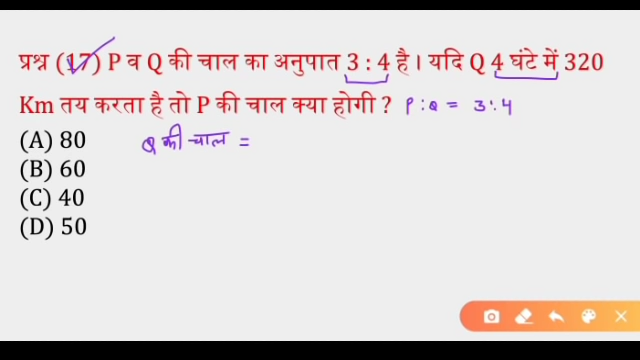 प्रश्न (17) P व Q की चाल का अनुपात 3 : 4 है। यदि Q 4 घंटे में 320
Km तय करता है तो P की चाल क्या होगी ? P : Q = 3 : 4
(A) 80 Q की चाल =
(B) 60
(C) 40
(D) 50